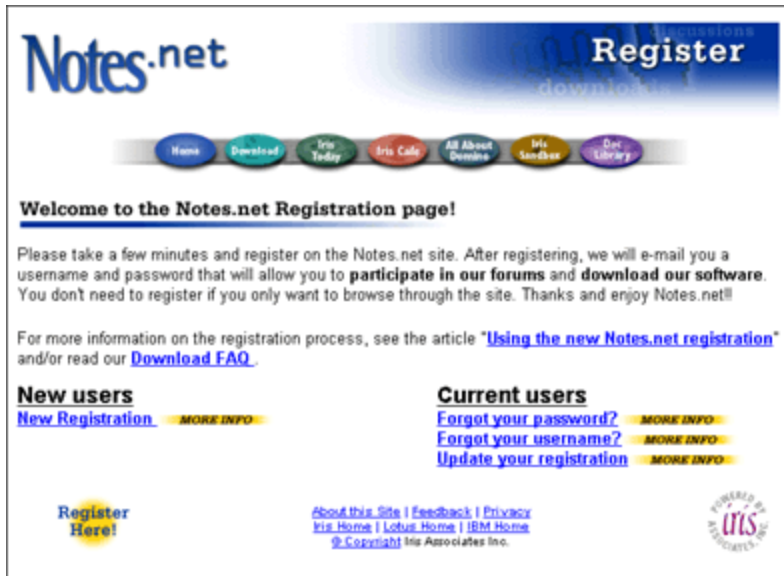 Notes.net
Register
discussions
downloads
Home
Download
Iris Today
Iris Cafe
All About Domino
Iris Sandbox
Doc Library
Welcome to the Notes.net Registration page!
Please take a few minutes and register on the Notes.net site. After registering, we will e-mail you a
username and password that will allow you to participate in our forums and download our software.
You don't need to register if you only want to browse through the site. Thanks and enjoy Notes.net!!
For more information on the registration process, see the article "Using the new Notes.net registration"
and/or read our Download FAQ .
New users
New Registration MORE INFO
Current users
Forgot your password? MORE INFO
Forgot your username? MORE INFO
Update your registration MORE INFO
Register
Here!
About this Site | Feedback | Privacy
Iris Home | Lotus Home | IBM Home
© Copyright Iris Associates Inc.
POWERED BY
iris
ASSOCIATES, INC.